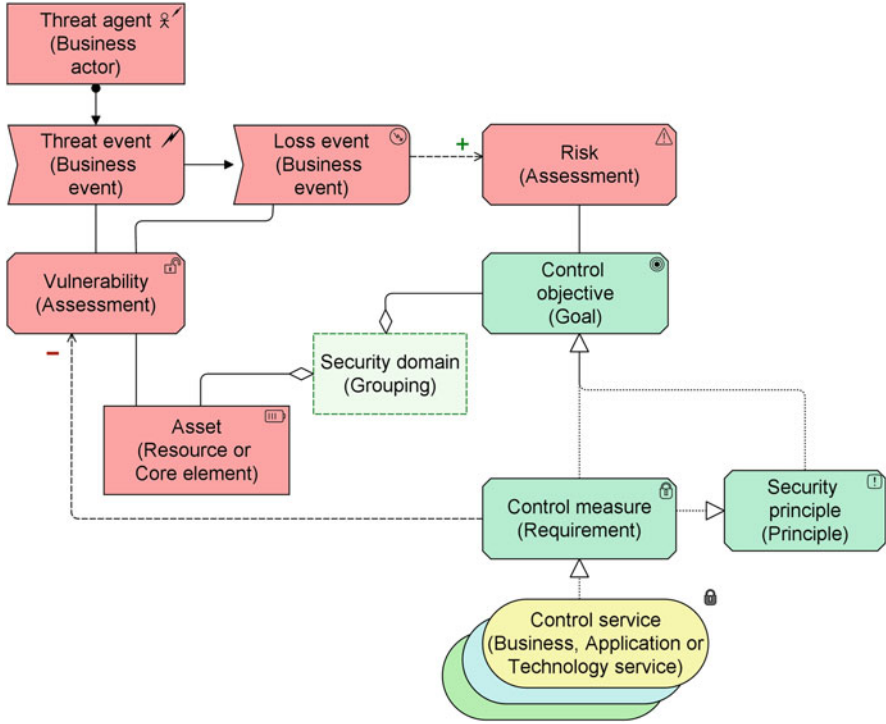 Threat agent
(Business
actor)
Threat event
(Business
event)
Loss event
(Business
event)
+
Risk
(Assessment)
Vulnerability
(Assessment)
Control
objective
(Goal)
–
Security domain
(Grouping)
Asset
(Resource or
Core element)
Control measure
(Requirement)
Security
principle
(Principle)
Control service
(Business, Application or
Technology service)